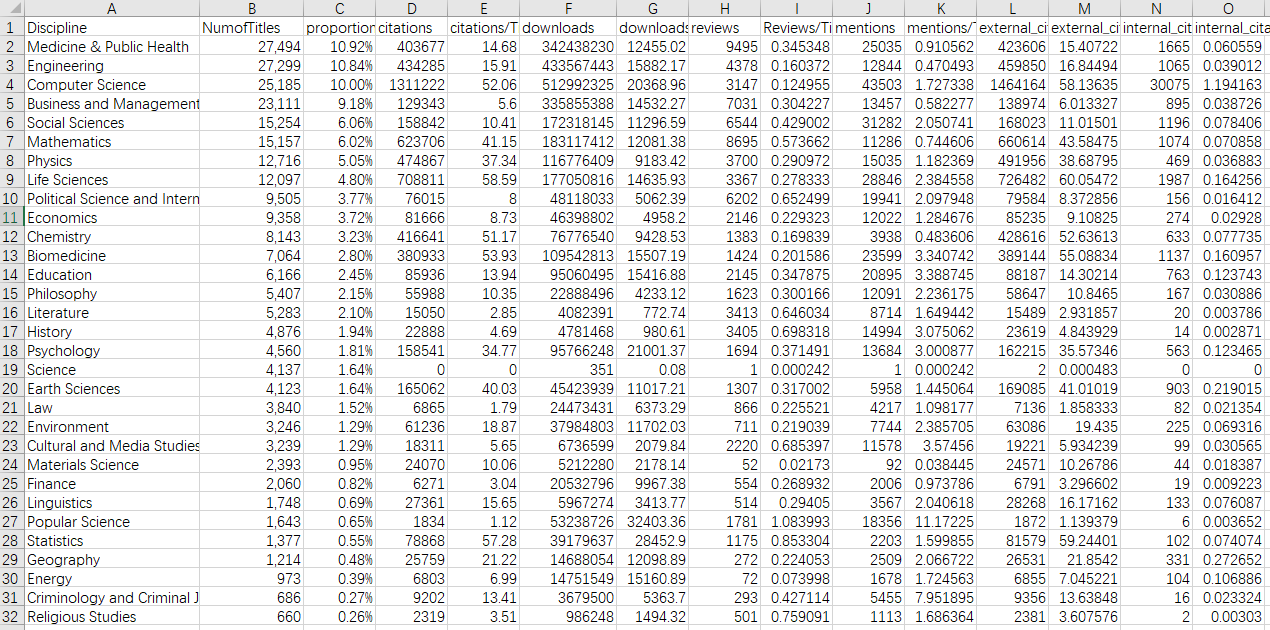 A B C D E F G H I J K L M N O
1 Discipline NumofTitles proportion citations citations/T downloads downloads reviews Reviews/Ti mentions mentions/T external_ci external_ci internal_cit internal_cita
2 Medicine & Public Health 27,494 10.92% 403677 14.68 342438230 12455.02 9495 0.345348 25035 0.910562 423606 15.40722 1665 0.060559
3 Engineering 27,299 10.84% 434285 15.91 433567443 15882.17 4378 0.160372 12844 0.470493 459850 16.84494 1065 0.039012
4 Computer Science 25,185 10.00% 1311222 52.06 512992325 20368.96 3147 0.124955 43503 1.727338 1464164 58.13635 30075 1.194163
5 Business and Management 23,111 9.18% 129343 5.6 335855388 14532.27 7031 0.304227 13457 0.582277 138974 6.013327 895 0.038726
6 Social Sciences 15,254 6.06% 158842 10.41 172318145 11296.59 6544 0.429002 31282 2.050741 168023 11.01501 1196 0.078406
7 Mathematics 15,157 6.02% 623706 41.15 183117412 12081.38 8695 0.573662 11286 0.744606 660614 43.58475 1074 0.070858
8 Physics 12,716 5.05% 474867 37.34 116776409 9183.42 3700 0.290972 15035 1.182369 491956 38.68795 469 0.036883
9 Life Sciences 12,097 4.80% 708811 58.59 177050816 14635.93 3367 0.278333 28846 2.384558 726482 60.05472 1987 0.164256
10 Political Science and Intern 9,505 3.77% 76015 8 48118033 5062.39 6202 0.652499 19941 2.097948 79584 8.372856 156 0.016412
11 Economics 9,358 3.72% 81666 8.73 46398802 4958.2 2146 0.229323 12022 1.284676 85235 9.10825 274 0.02928
12 Chemistry 8,143 3.23% 416641 51.17 76776540 9428.53 1383 0.169839 3938 0.483606 428616 52.63613 633 0.077735
13 Biomedicine 7,064 2.80% 380933 53.93 109542813 15507.19 1424 0.201586 23599 3.340742 389144 55.08834 1137 0.160957
14 Education 6,166 2.45% 85936 13.94 95060495 15416.88 2145 0.347875 20895 3.388745 88187 14.30214 763 0.123743
15 Philosophy 5,407 2.15% 55988 10.35 22888496 4233.12 1623 0.300166 12091 2.236175 58647 10.8465 167 0.030886
16 Literature 5,283 2.10% 15050 2.85 4082391 772.74 3413 0.646034 8714 1.649442 15489 2.931857 20 0.003786
17 History 4,876 1.94% 22888 4.69 4781468 980.61 3405 0.698318 14994 3.075062 23619 4.843929 14 0.002871
18 Psychology 4,560 1.81% 158541 34.77 95766248 21001.37 1694 0.371491 13684 3.000877 162215 35.57346 563 0.123465
19 Science 4,137 1.64% 0 0 351 0.08 1 0.000242 1 0.000242 2 0.000483 0 0
20 Earth Sciences 4,123 1.64% 165062 40.03 45423939 11017.21 1307 0.317002 5958 1.445064 169085 41.01019 903 0.219015
21 Law 3,840 1.52% 6865 1.79 24473431 6373.29 866 0.225521 4217 1.098177 7136 1.858333 82 0.021354
22 Environment 3,246 1.29% 61236 18.87 37984803 11702.03 711 0.219039 7744 2.385705 63086 19.435 225 0.069316
23 Cultural and Media Studies 3,239 1.29% 18311 5.65 6736599 2079.84 2220 0.685397 11578 3.57456 19221 5.934239 99 0.030565
24 Materials Science 2,393 0.95% 24070 10.06 5212280 2178.14 52 0.02173 92 0.038445 24571 10.26786 44 0.018387
25 Finance 2,060 0.82% 6271 3.04 20532796 9967.38 554 0.268932 2006 0.973786 6791 3.296602 19 0.009223
26 Linguistics 1,748 0.69% 27361 15.65 5967274 3413.77 514 0.29405 3567 2.040618 28268 16.17162 133 0.076087
27 Popular Science 1,643 0.65% 1834 1.12 53238726 32403.36 1781 1.083993 18356 11.17225 1872 1.139379 6 0.003652
28 Statistics 1,377 0.55% 78868 57.28 39179637 28452.9 1175 0.853304 2203 1.599855 81579 59.24401 102 0.074074
29 Geography 1,214 0.48% 25759 21.22 14688054 12098.89 272 0.224053 2509 2.066722 26531 21.8542 331 0.272652
30 Energy 973 0.39% 6803 6.99 14751549 15160.89 72 0.073998 1678 1.724563 6855 7.045221 104 0.106886
31 Criminology and Criminal J 686 0.27% 9202 13.41 3679500 5363.7 293 0.427114 5455 7.951895 9356 13.63848 16 0.023324
32 Religious Studies 660 0.26% 2319 3.51 986248 1494.32 501 0.759091 1113 1.686364 2381 3.607576 2 0.00303